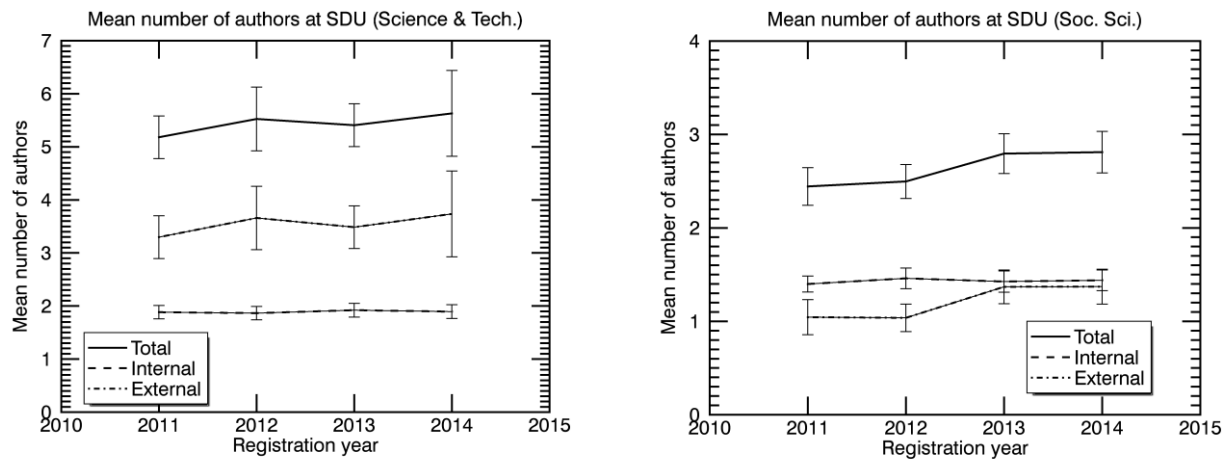 Mean number of authors at SDU (Science & Tech.)
7
6
5
4
3
2
1
0
Mean number of authors
Total
Internal
External
2010 2011 2012 2013 2014 2015
Registration year
Mean number of authors at SDU (Soc. Sci.)
4
3
2
1
0
Mean number of authors
Total
Internal
External
2010 2011 2012 2013 2014 2015
Registration year